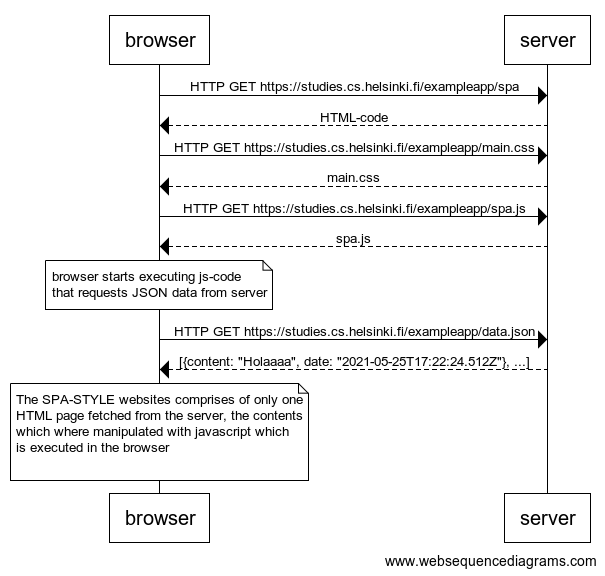 browser
server
HTTP GET https://studies.cs.helsinki.fi/exampleapp/spa
HTML-code
HTTP GET https://studies.cs.helsinki.fi/exampleapp/main.css
main.css
HTTP GET https://studies.cs.helsinki.fi/exampleapp/spa.js
spa.js
browser starts executing js-code
that requests JSON data from server
HTTP GET https://studies.cs.helsinki.fi/exampleapp/data.json
[{content: "Holaaaa", date: "2021-05-25T17:22:24.512Z"}, ...]
The SPA-STYLE websites comprises of only one
HTML page fetched from the server, the contents
which where manipulated with javascript which
is executed in the browser
browser
server
www.websequencediagrams.com